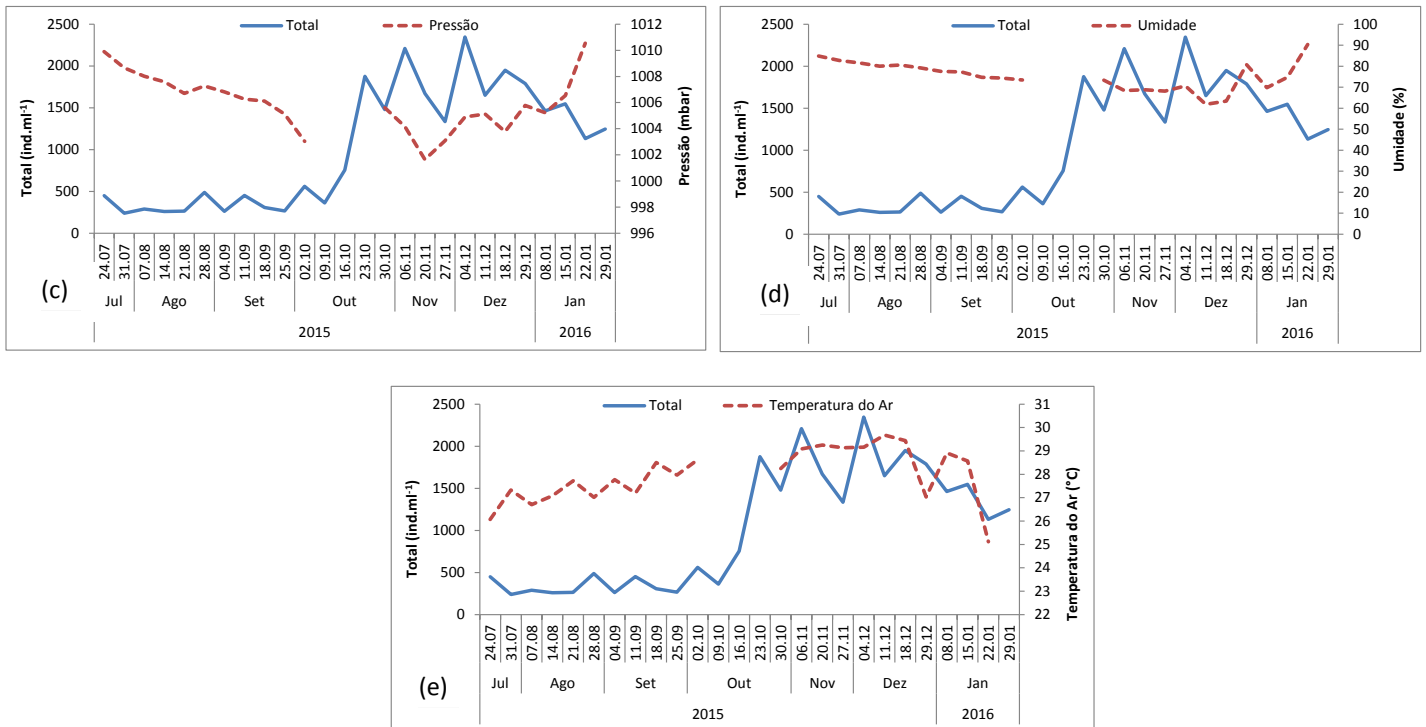 Total Pressão
Total (ind.ml⁻¹)
2500
2000
1500
1000
500
0
1012
1010
1008
1006
1004
1002
1000
998
996
Pressão (mbar)
24.07 31.07 07.08 14.08 21.08 28.08 04.09 11.09 18.09 25.09 02.10 09.10 16.10 23.10 30.10 06.11 20.11 27.11 04.12 11.12 18.12 29.12 08.01 15.01 22.01 29.01
Jul Ago Set Out Nov Dez Jan
2015 2016
(c)
Total Umidade
Total (ind.ml⁻¹)
2500
2000
1500
1000
500
0
100
90
80
70
60
50
40
30
20
10
0
Umidade (%)
24.07 31.07 07.08 14.08 21.08 28.08 04.09 11.09 18.09 25.09 02.10 09.10 16.10 23.10 30.10 06.11 20.11 27.11 04.12 11.12 18.12 29.12 08.01 15.01 22.01 29.01
Jul Ago Set Out Nov Dez Jan
2015 2016
(d)
Total Temperatura do Ar
Total (ind.ml⁻¹)
2500
2000
1500
1000
500
0
31
30
29
28
27
26
25
24
23
22
Temperatura do Ar (°C)
24.07 31.07 07.08 14.08 21.08 28.08 04.09 11.09 18.09 25.09 02.10 09.10 16.10 23.10 30.10 06.11 20.11 27.11 04.12 11.12 18.12 29.12 08.01 15.01 22.01 29.01
Jul Ago Set Out Nov Dez Jan
2015 2016
(e)